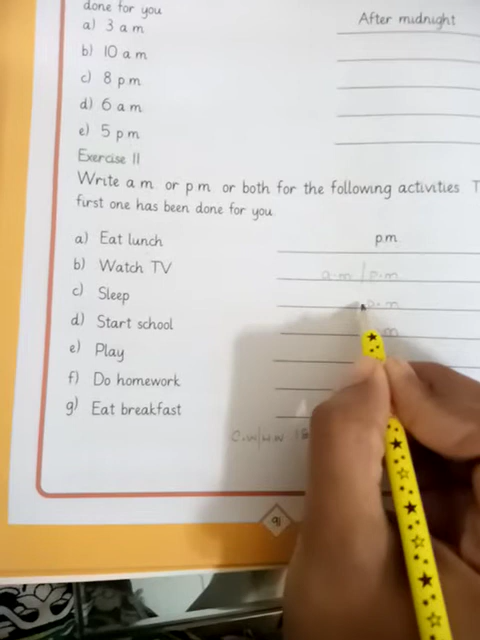 done for you
a) 3 a m After midnight
b) 10 a m
c) 8 p m
d) 6 a m
e) 5 p m
Exercise II
Write a m or p m or both for the following activities T
first one has been done for you
a) Eat lunch p.m.
b) Watch TV a.m / p.m
c) Sleep p.m
d) Start school
e) Play
f) Do homework
g) Eat breakfast
C.W/H.W
91